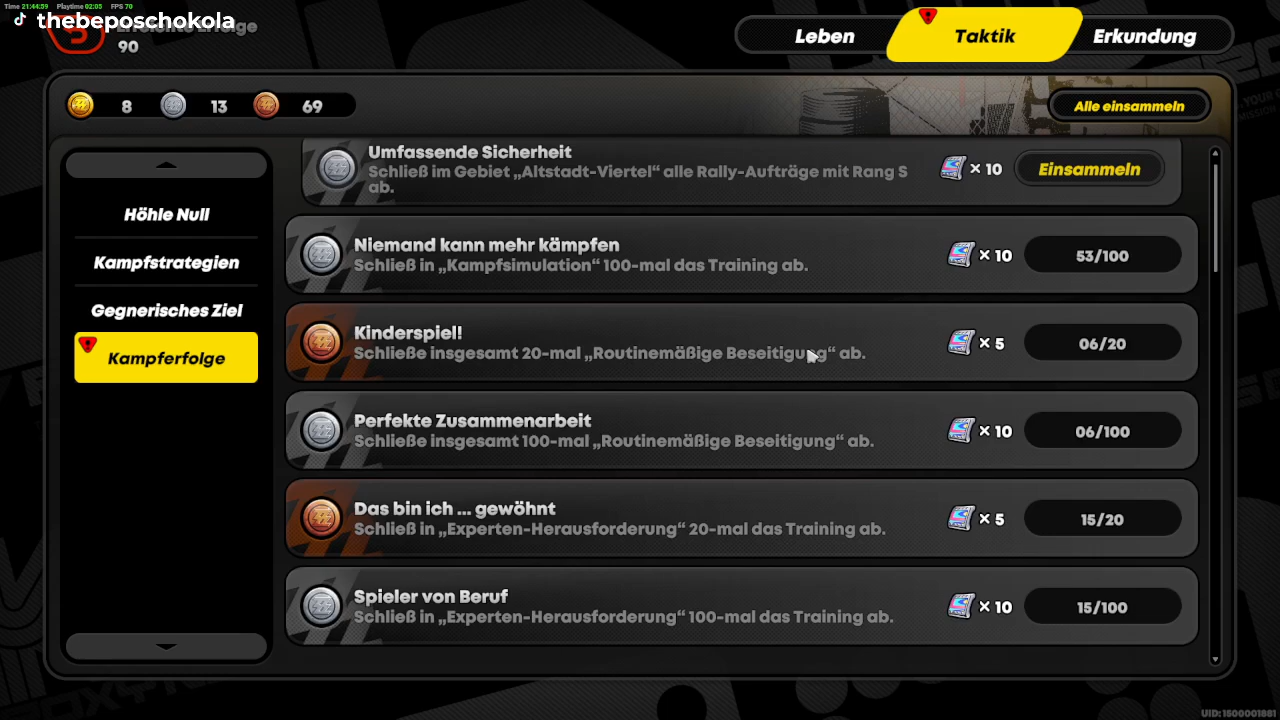 Time 21:44:59 Playtime 02:05 FPS 70
thebeposchokola
Erreichte Erfolge
90
Leben
Taktik
Erkundung
8
13
69
Alle einsammeln
Höhle Null
Kampfstrategien
Gegnerisches Ziel
Kampferfolge
Umfassende Sicherheit
Schließ im Gebiet „Altstadt-Viertel“ alle Rally-Aufträge mit Rang S
ab.
× 10
Einsammeln
Niemand kann mehr kämpfen
Schließ in „Kampfsimulation“ 100-mal das Training ab.
× 10
53/100
Kinderspiel!
Schließe insgesamt 20-mal „Routinemäßige Beseitigung“ ab.
× 5
06/20
Perfekte Zusammenarbeit
Schließe insgesamt 100-mal „Routinemäßige Beseitigung“ ab.
× 10
06/100
Das bin ich ... gewöhnt
Schließ in „Experten-Herausforderung“ 20-mal das Training ab.
× 5
15/20
Spieler von Beruf
Schließ in „Experten-Herausforderung“ 100-mal das Training ab.
× 10
15/100
UID: 1500001881